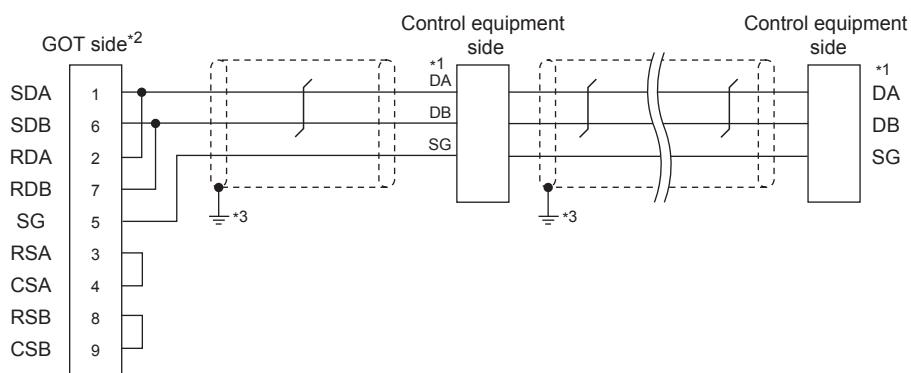 GOT side*2
Control equipment
side
Control equipment
side
SDA 1
SDB 6
RDA 2
RDB 7
SG 5
RSA 3
CSA 4
RSB 8
CSB 9
*1
DA
DB
SG
*1
DA
DB
SG
*3
*3